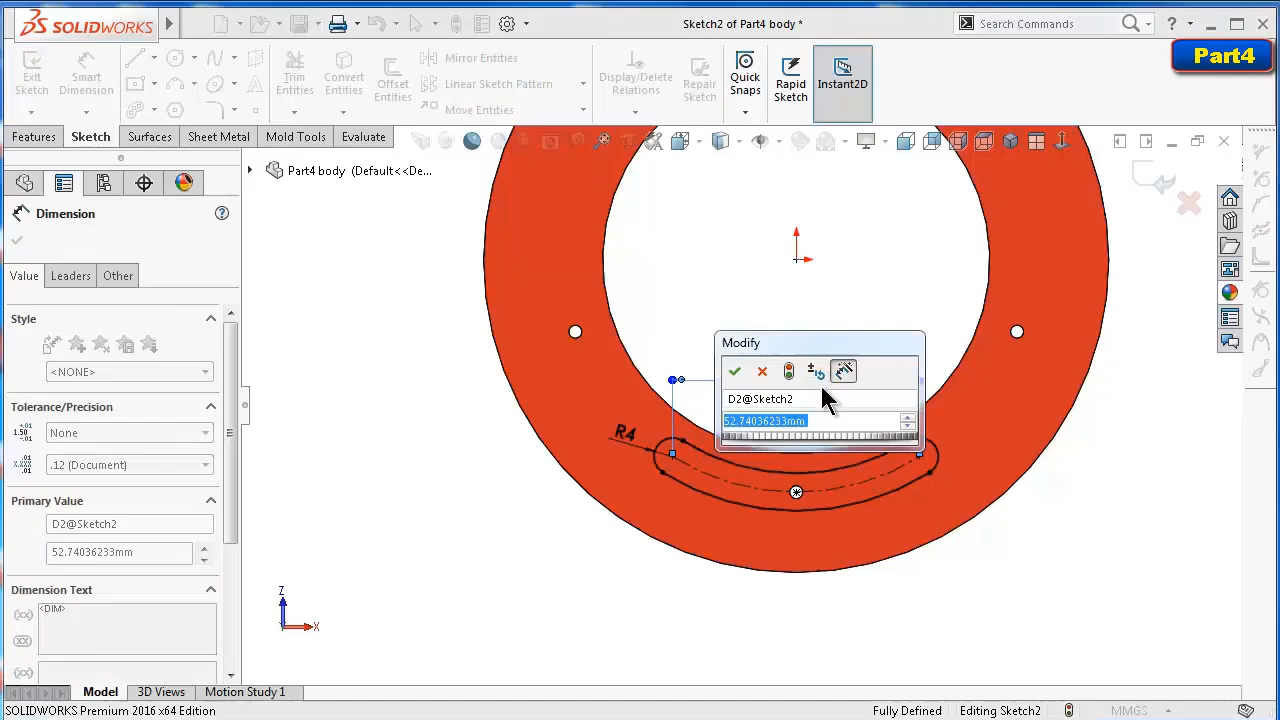 SOLIDWORKS
Sketch2 of Part4 body *
Search Commands
?
Part4
Exit Sketch
Smart Dimension
Trim Entities
Convert Entities
Offset Entities
Mirror Entities
Linear Sketch Pattern
Move Entities
Display/Delete Relations
Repair Sketch
Quick Snaps
Rapid Sketch
Instant2D
Features
Sketch
Surfaces
Sheet Metal
Mold Tools
Evaluate
Part4 body (Default<<De...
Dimension
?
Value
Leaders
Other
Style
<NONE>
Tolerance/Precision
None
.12 (Document)
Primary Value
D2@Sketch2
52.74036233mm
Dimension Text
<DIM>
Modify
D2@Sketch2
52.74036233mm
R4
Z
X
Model
3D Views
Motion Study 1
SOLIDWORKS Premium 2016 x64 Edition
Fully Defined
Editing Sketch2
MMGS